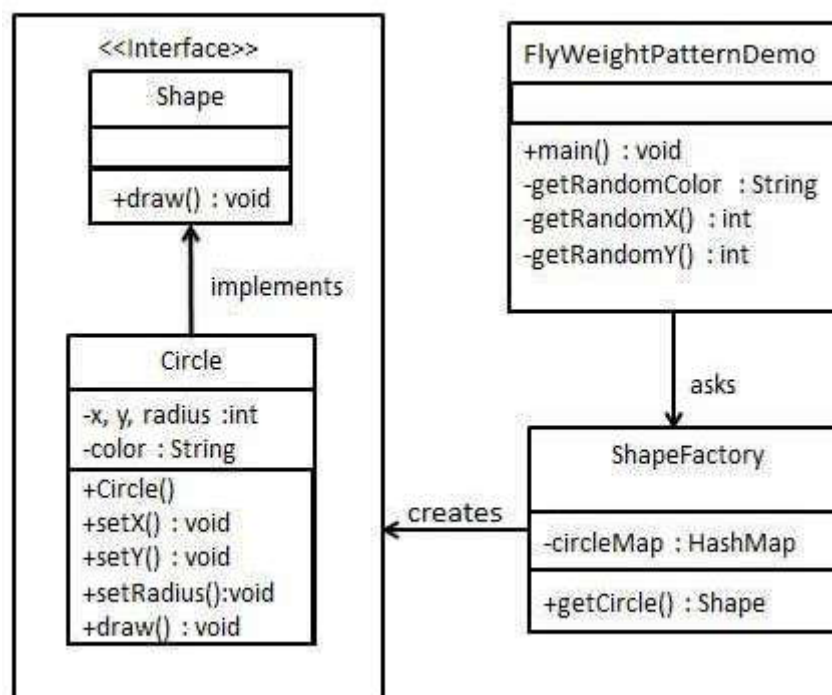 <<Interface>>
Shape
+draw() : void
implements
Circle
-x, y, radius :int
-color : String
+Circle()
+setX() : void
+setY() : void
+setRadius():void
+draw() : void
FlyWeightPatternDemo
+main() : void
-getRandomColor : String
-getRandomX() : int
-getRandomY() : int
asks
ShapeFactory
-circleMap : HashMap
+getCircle() : Shape
creates